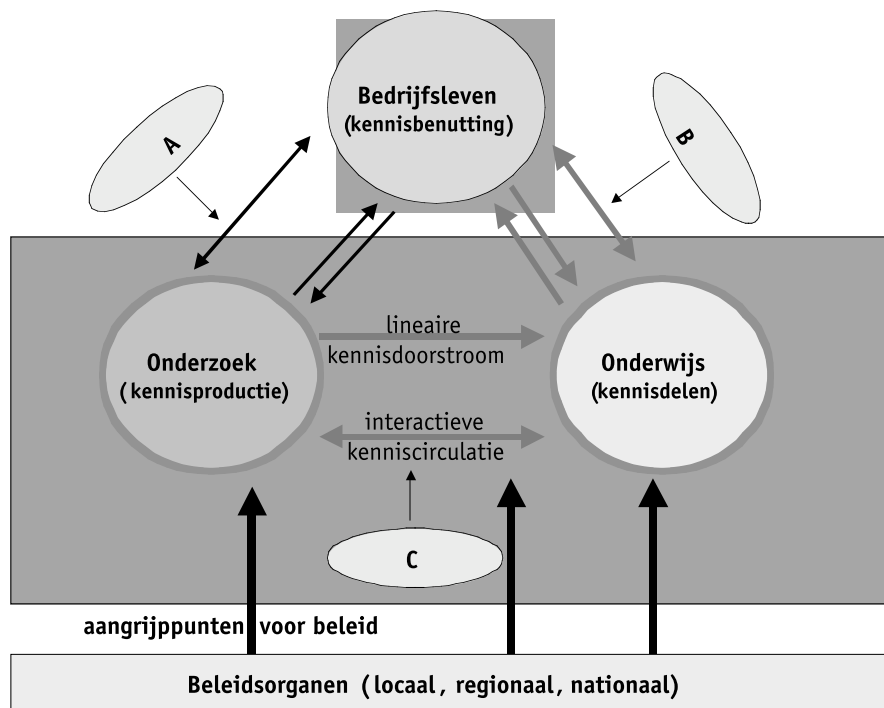 Bedrijfsleven
(kennisbenutting)
A
B
lineaire
kennisdoorstroom
Onderzoek
( kennisproductie)
Onderwijs
(kennisdelen)
interactieve
kenniscirculatie
C
aangrijppunten voor beleid
Beleidsorganen ( locaal , regionaal, nationaal)